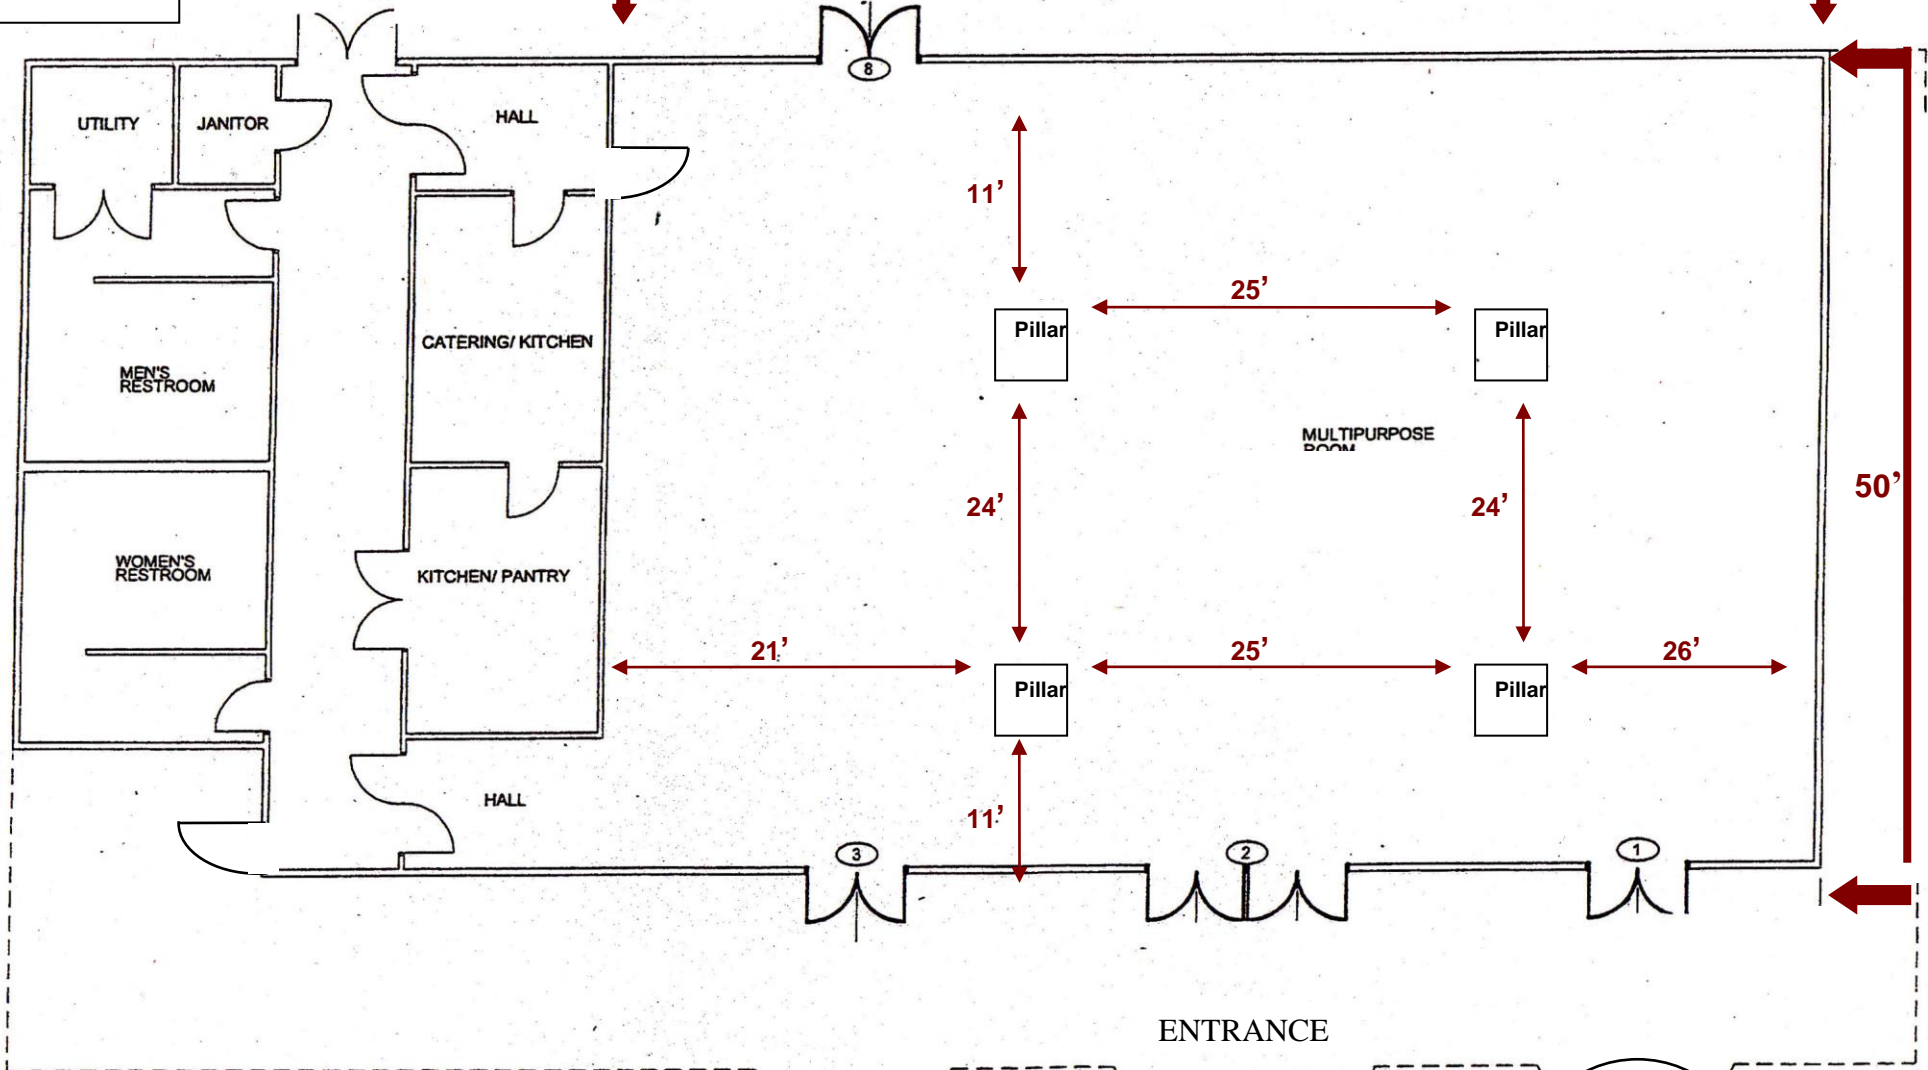 8
UTILITY
JANITOR
HALL
11’
25’
Pillar
Pillar
CATERING/ KITCHEN
MEN'S
RESTROOM
MULTIPURPOSE
ROOM
50’
24’
24’
WOMEN'S
RESTROOM
KITCHEN/ PANTRY
21’
25’
26’
Pillar
Pillar
HALL
11’
3
2
1
ENTRANCE